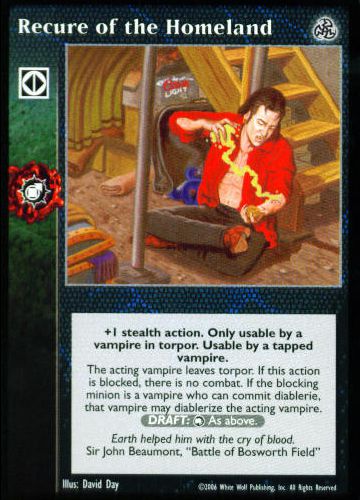 Recure of the Homeland
LIGHT
+1 stealth action. Only usable by a
vampire in torpor. Usable by a tapped
vampire.
The acting vampire leaves torpor. If this action
is blocked, there is no combat. If the blocking
minion is a vampire who can commit diablerie,
that vampire may diablerize the acting vampire.
DRAFT: As above.
Earth helped him with the cry of blood.
Sir John Beaumont, "Battle of Bosworth Field"
Illus: David Day
©2006 White Wolf Publishing, Inc. All Rights Reserved